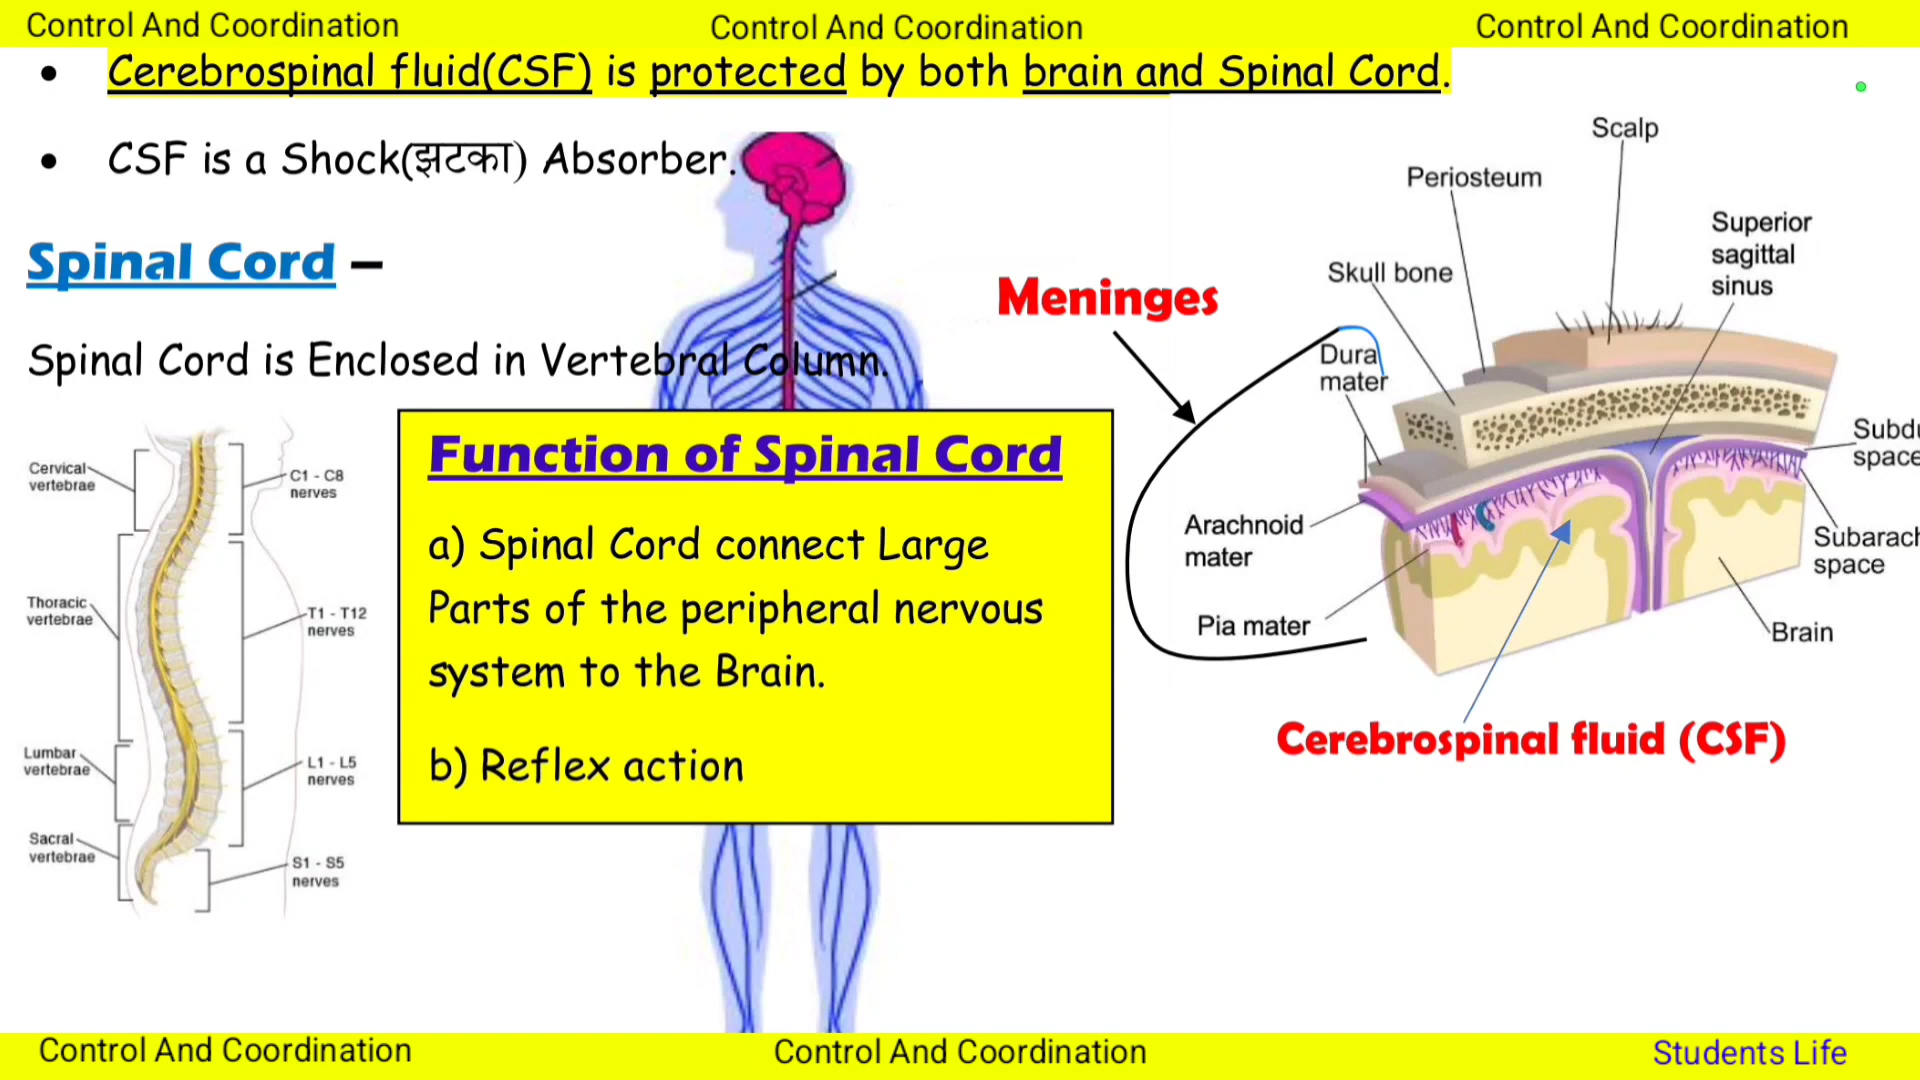 Control And Coordination
Control And Coordination
Control And Coordination
• Cerebrospinal fluid(CSF) is protected by both brain and Spinal Cord.
• CSF is a Shock(झटका) Absorber.
Spinal Cord –
Spinal Cord is Enclosed in Vertebral Column.
Cervical
vertebrae
C1 - C8
nerves
Thoracic
vertebrae
T1 - T12
nerves
Lumbar
vertebrae
L1 - L5
nerves
Sacral
vertebrae
S1 - S5
nerves
Function of Spinal Cord
a) Spinal Cord connect Large
Parts of the peripheral nervous
system to the Brain.
b) Reflex action
Meninges
Scalp
Periosteum
Superior
sagittal
sinus
Skull bone
Dura
mater
Subdu
space
Arachnoid
mater
Subarach
space
Pia mater
Brain
Cerebrospinal fluid (CSF)
Control And Coordination
Control And Coordination
Students Life